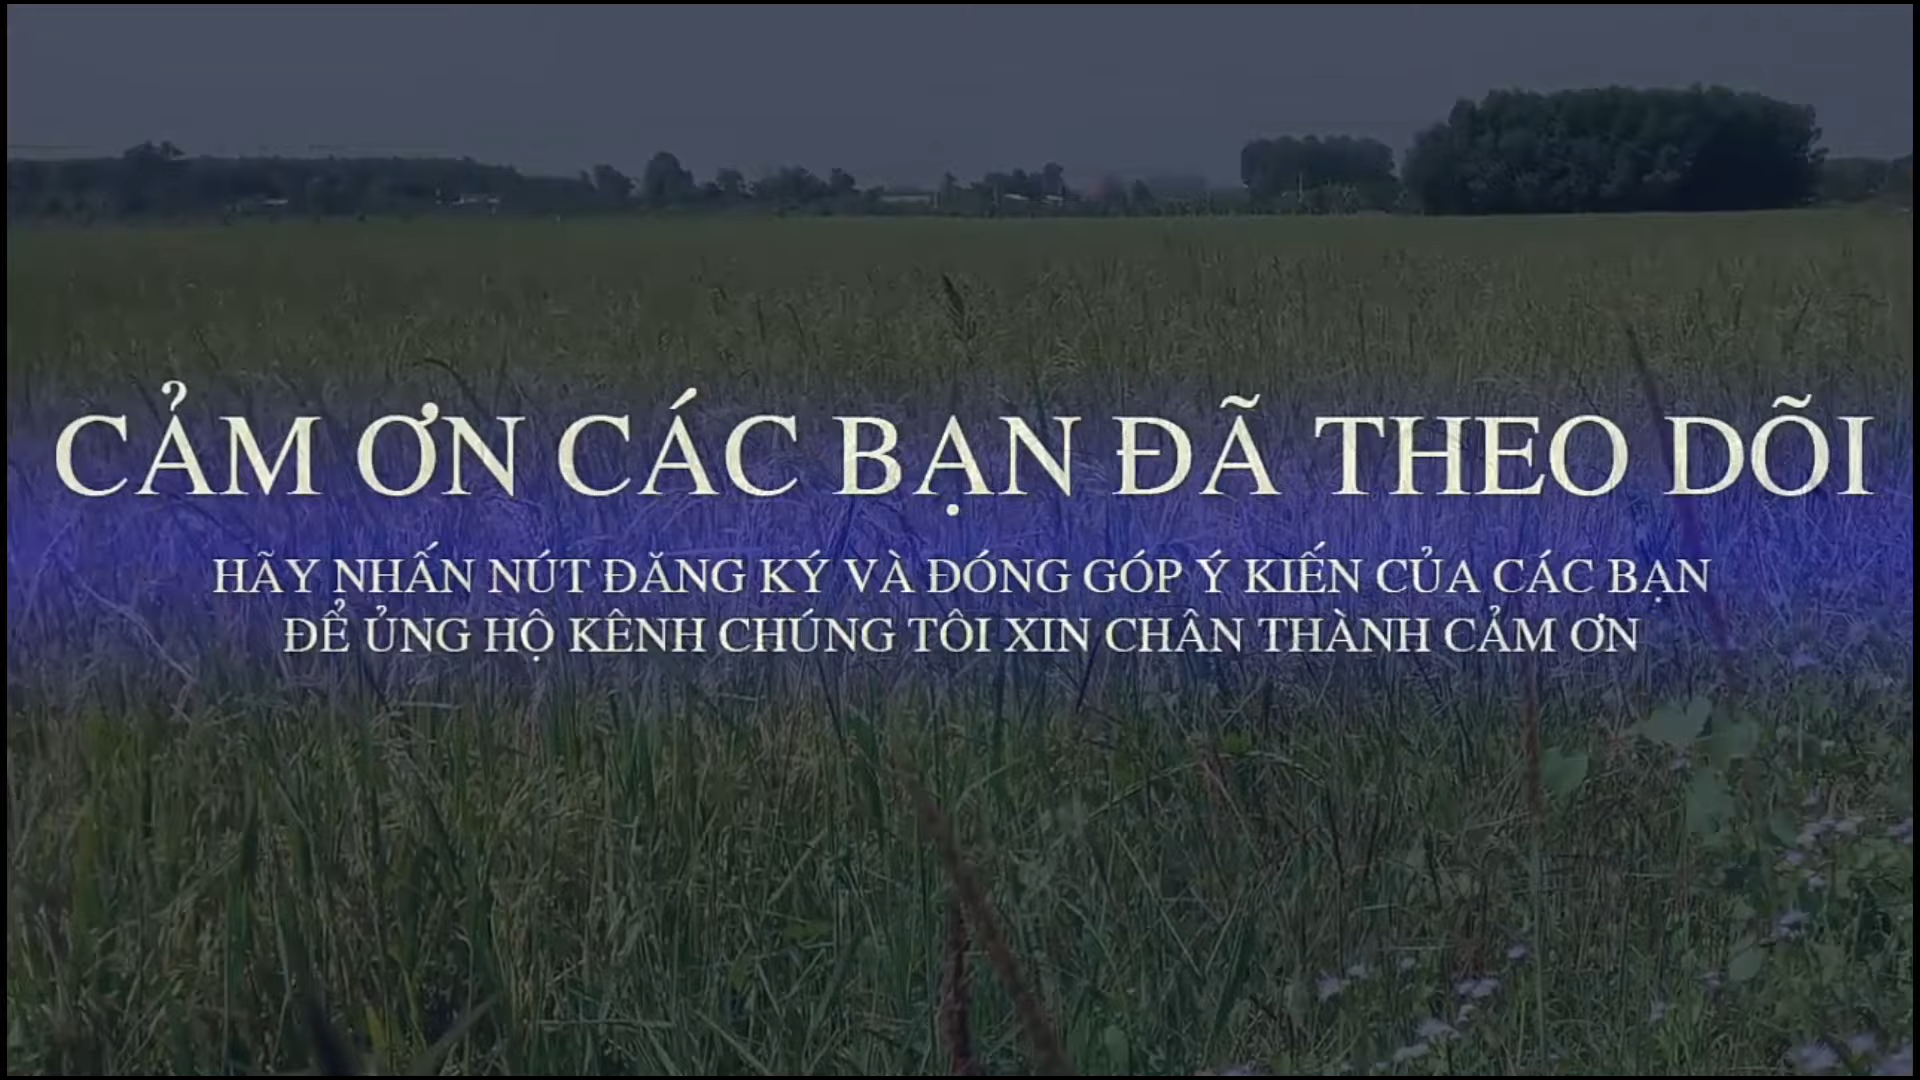 CẢM ƠN CÁC BẠN ĐÃ THEO DÕI
HÃY NHẤN NÚT ĐĂNG KÝ VÀ ĐÓNG GÓP Ý KIẾN CỦA CÁC BẠN
ĐỂ ỦNG HỘ KÊNH CHÚNG TÔI XIN CHÂN THÀNH CẢM ƠN